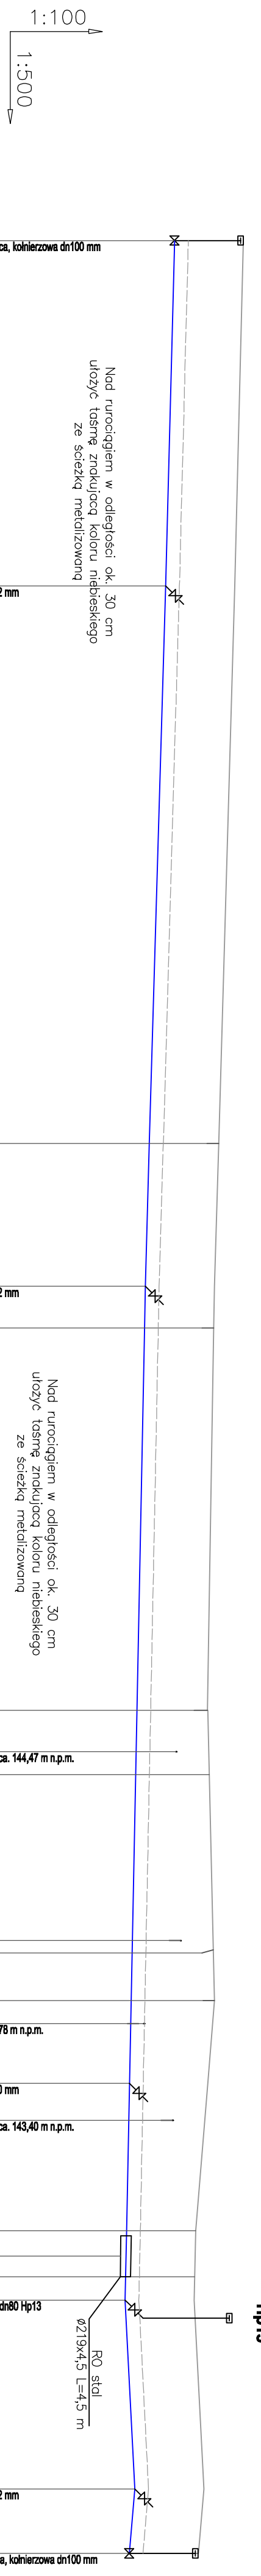 1:100
1:500
ca, kołnierzowa dn100 mm
Nad rurociągiem w odległości ok. 30 cm
ułożyć taśmę znakującą koloru niebieskiego
ze ścieżką metalizowaną
2 mm
2 mm
Nad rurociągiem w odległości ok. 30 cm
ułożyć taśmę znakującą koloru niebieskiego
ze ścieżką metalizowaną
ca. 144,47 m n.p.m.
78 m n.p.m.
0 mm
ca. 143,40 m n.p.m.
dn80 Hp13
RO stal
ø219x4,5 L=4,5 m
2 mm
a, kołnierzowa dn100 mm